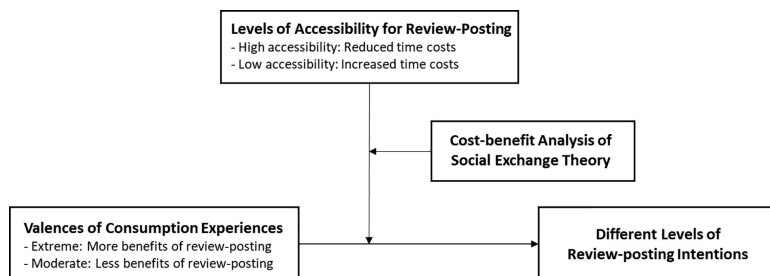 Levels of Accessibility for Review-Posting
- High accessibility: Reduced time costs
- Low accessibility: Increased time costs
Cost-benefit Analysis of
Social Exchange Theory
Valences of Consumption Experiences
- Extreme: More benefits of review-posting
- Moderate: Less benefits of review-posting
Different Levels of
Review-posting Intentions